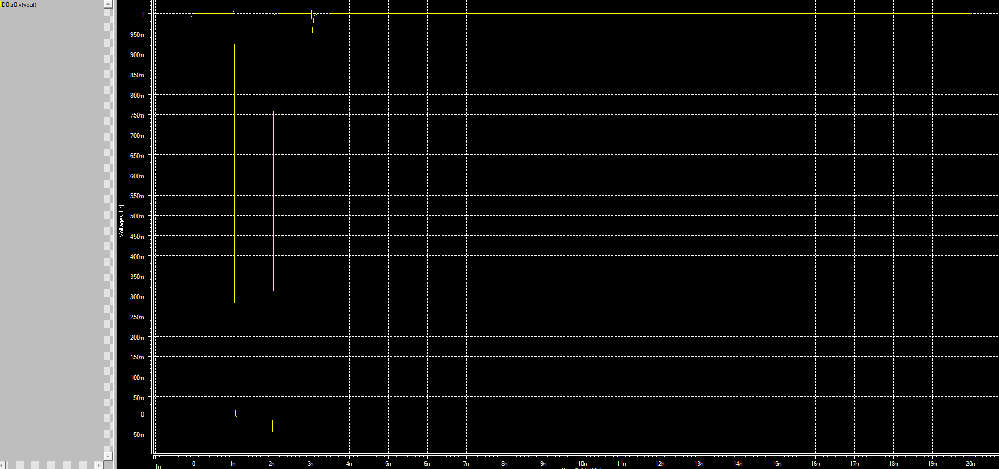 D0:tr0:v(vout)
1
950m
900m
850m
800m
750m
700m
650m
600m
550m
500m
450m
400m
350m
300m
250m
200m
150m
100m
50m
0
-50m
Voltages (lin)
-1n 0 1n 2n 3n 4n 5n 6n 7n 8n 9n 10n 11n 12n 13n 14n 15n 16n 17n 18n 19n 20n
(TIME)